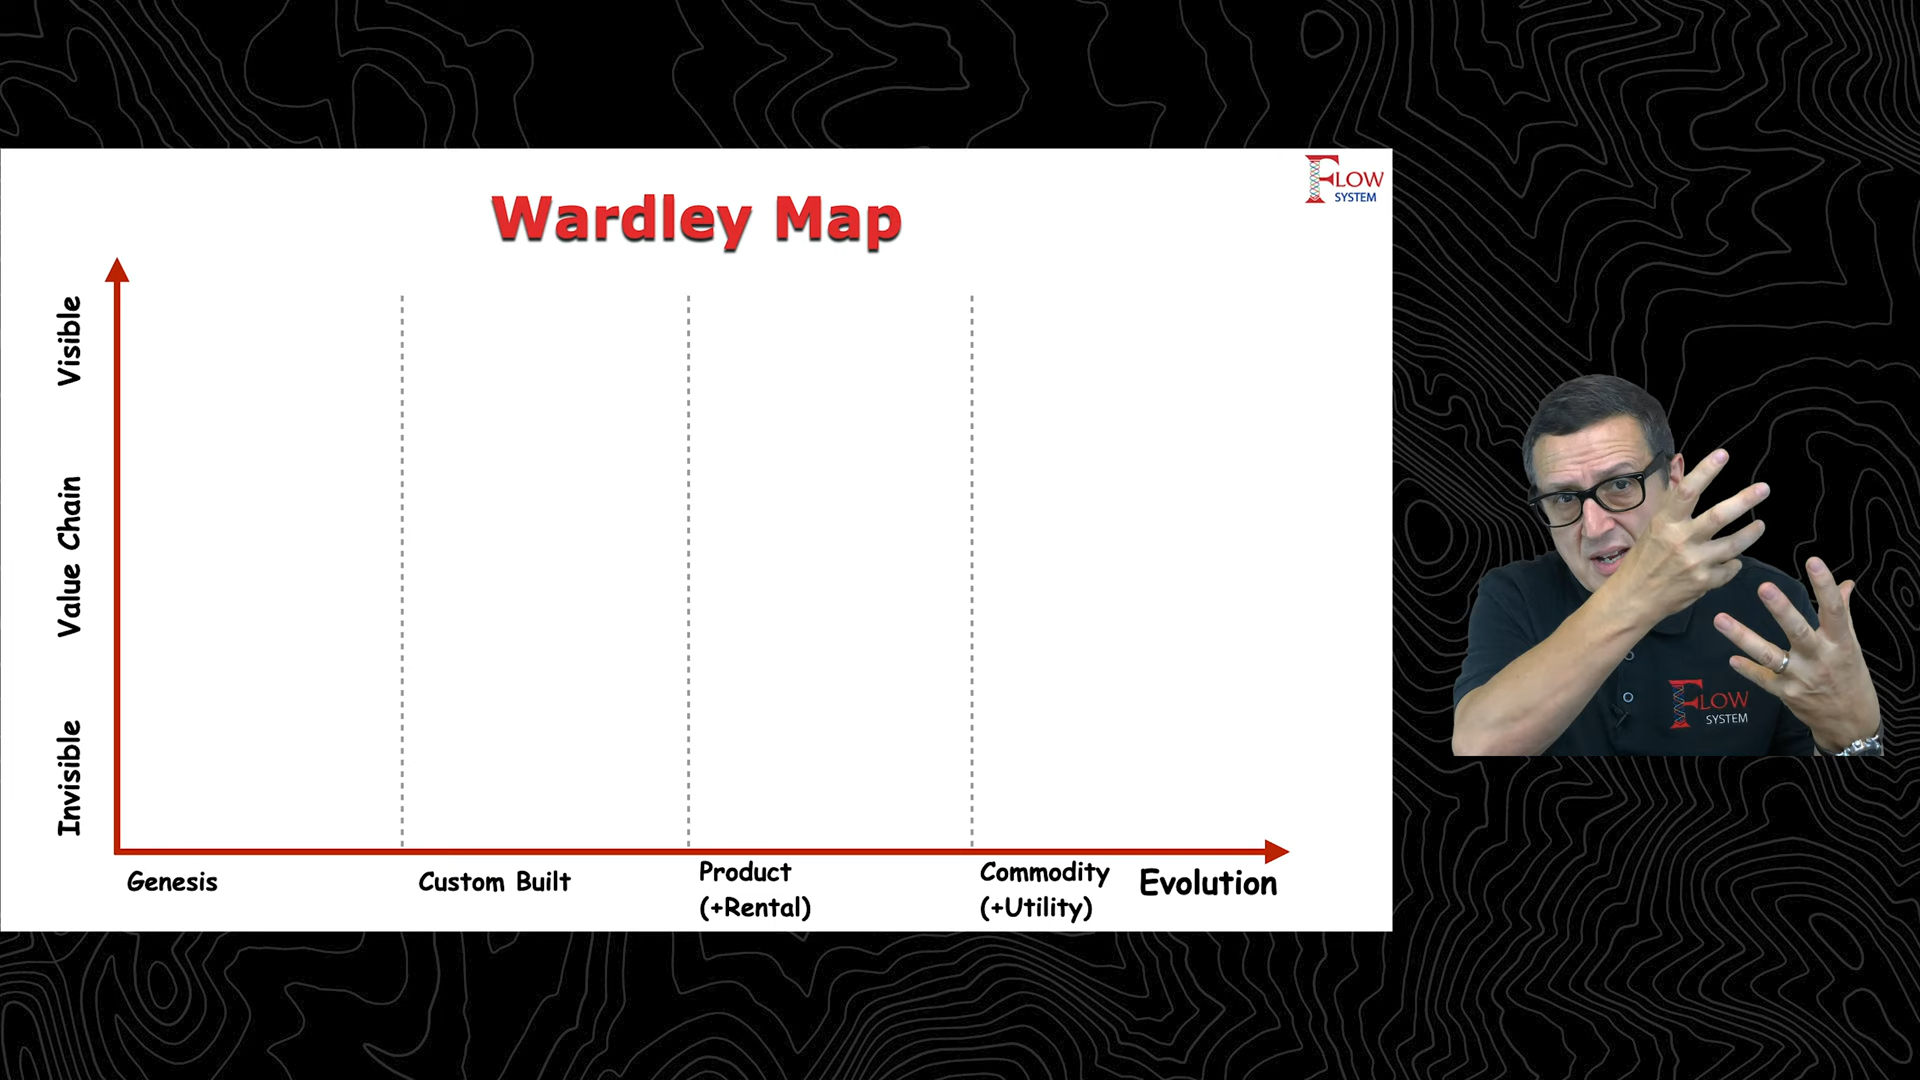 FLOW
SYSTEM
Wardley Map
Visible
Value Chain
Invisible
Genesis
Custom Built
Product
(+Rental)
Commodity
(+Utility)
Evolution
FLOW
SYSTEM